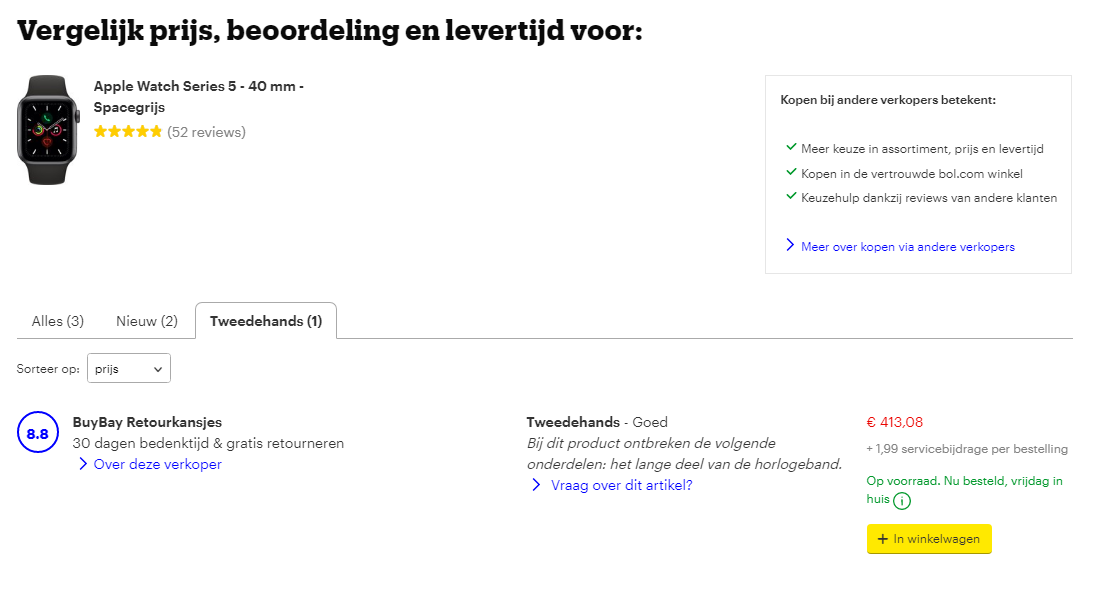 Vergelijk prijs, beoordeling en levertijd voor:
Apple Watch Series 5 - 40 mm -
Spacegrijs
(52 reviews)
Kopen bij andere verkopers betekent:
Meer keuze in assortiment, prijs en levertijd
Kopen in de vertrouwde bol.com winkel
Keuzehulp dankzij reviews van andere klanten
Meer over kopen via andere verkopers
Alles (3) Nieuw (2) Tweedehands (1)
Sorteer op: prijs
8.8
BuyBay Retourkansjes
30 dagen bedenktijd & gratis retourneren
Over deze verkoper
Tweedehands - Goed
Bij dit product ontbreken de volgende
onderdelen: het lange deel van de horlogeband.
Vraag over dit artikel?
€ 413,08
+ 1,99 servicebijdrage per bestelling
Op voorraad. Nu besteld, vrijdag in
huis i
+ In winkelwagen